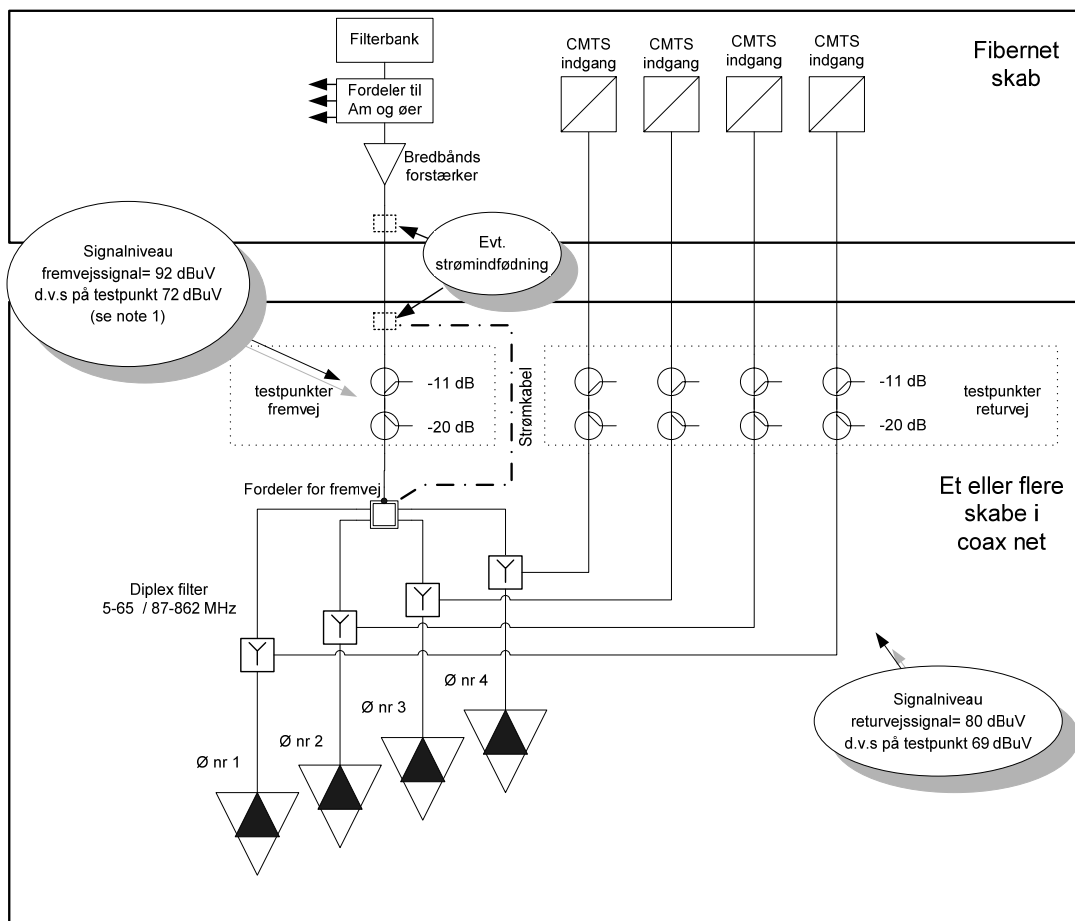 Filterbank
Fordeler til
Am og øer
Bredbånds
forstærker
CMTS
indgang
CMTS
indgang
CMTS
indgang
CMTS
indgang
Fibernet
skab
Signalniveau
fremvejssignal= 92 dBuV
d.v.s på testpunkt 72 dBuV
(se note 1)
Evt.
strømindfødning
testpunkter
fremvej
-11 dB
-20 dB
Strømkabel
-11 dB
-20 dB
testpunkter
returvej
Fordeler for fremvej
Et eller flere
skabe i
coax net
Diplex filter
5-65 / 87-862 MHz
Ø nr 1
Ø nr 2
Ø nr 3
Ø nr 4
Signalniveau
returvejssignal= 80 dBuV
d.v.s på testpunkt 69 dBuV